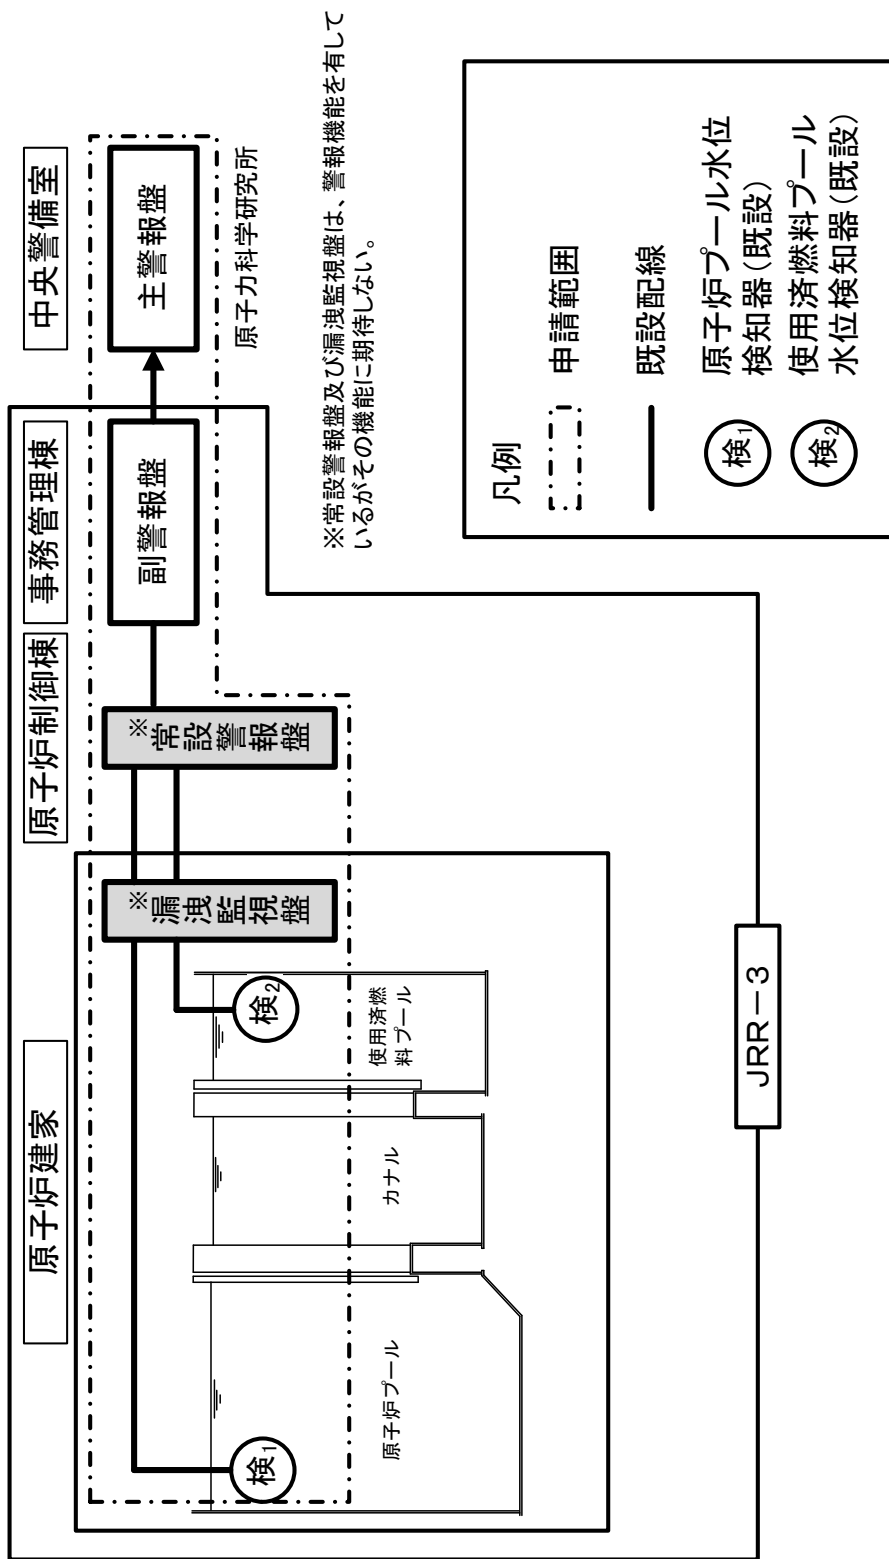 原子炉建家
原子炉制御棟
事務管理棟
中央警備室
※漏洩監視盤
※常設警報盤
副警報盤
主警報盤
原子力科学研究所
検1
検2
原子炉プール
カナル
使用済燃
料プール
JRR-3
※常設警報盤及び漏洩監視盤は、警報機能を有して
いるがその機能に期待しない。
凡例
申請範囲
既設配線
検1
原子炉プール水位
検知器(既設)
検2
使用済燃料プール
水位検知器(既設)